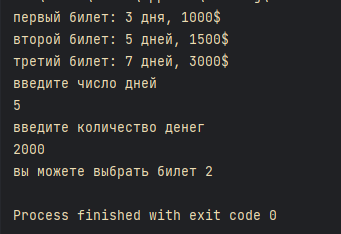 первый билет: 3 дня, 1000$
второй билет: 5 дней, 1500$
третий билет: 7 дней, 3000$
введите число дней
5
введите количество денег
2000
вы можете выбрать билет 2
Process finished with exit code 0